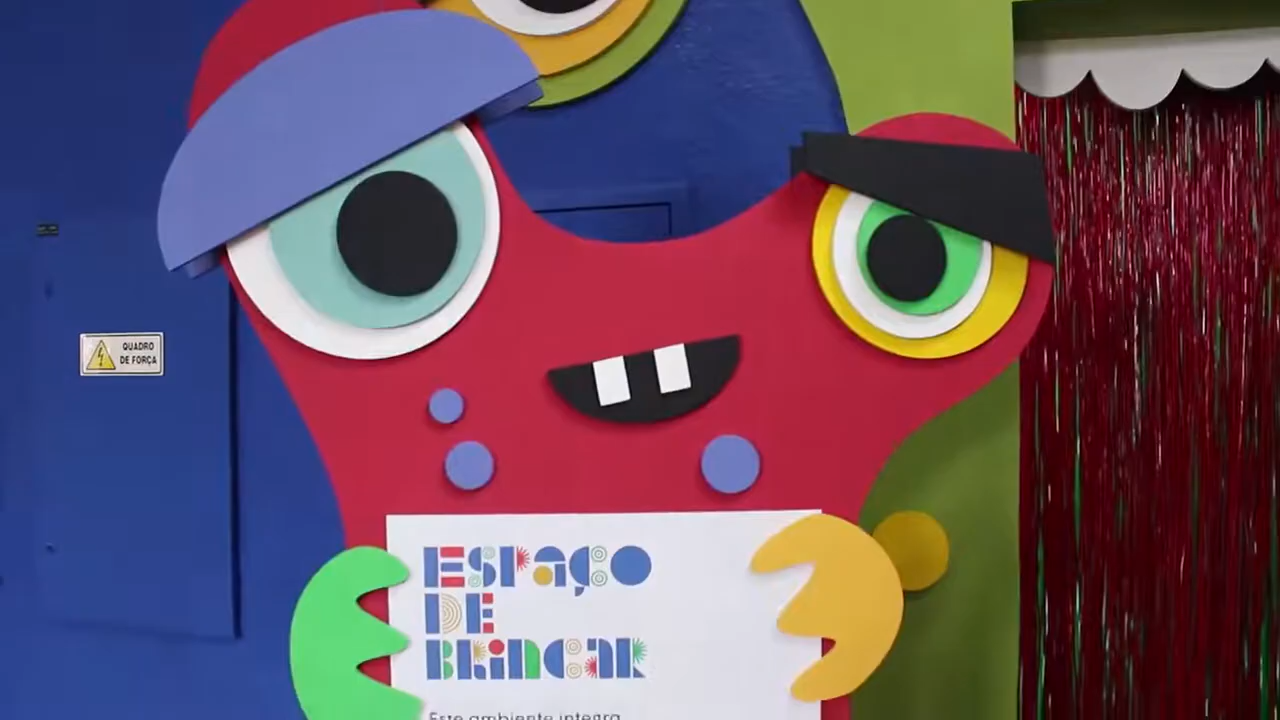 QUADRO
DE FORÇA
ESPAÇO
DE
BRINCAR
Este ambiente integra